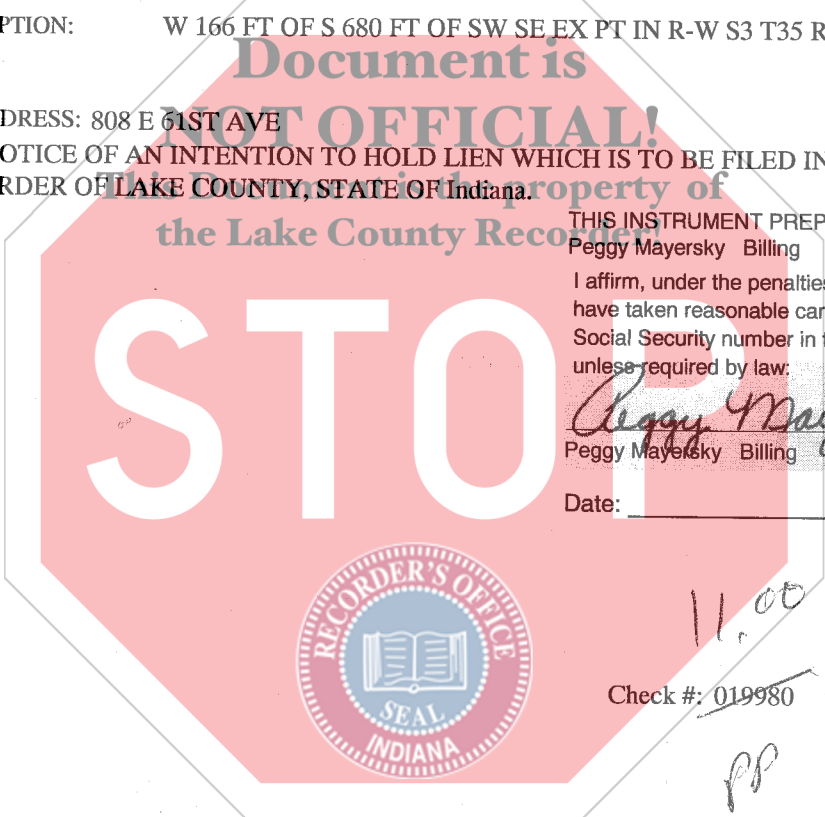 PTION: W 166 FT OF S 680 FT OF SW SE EX PT IN R-W S3 T35 R
Document is
DRESS: 808 E 61ST AVE
NOT OFFICIAL!
OTICE OF AN INTENTION TO HOLD LIEN WHICH IS TO BE FILED IN
RDER OF LAKE COUNTY, STATE OF Indiana.
This Document is the property of
the Lake County Recorder!
THIS INSTRUMENT PREP
Peggy Mayersky Billing
I affirm, under the penalties
have taken reasonable car
Social Security number in t
unless required by law:
STOP
Peggy May
Peggy Mayersky Billing
Date:
RECORDER'S OFFICE
SEAL
INDIANA
11.00
Check #: 019980
PP